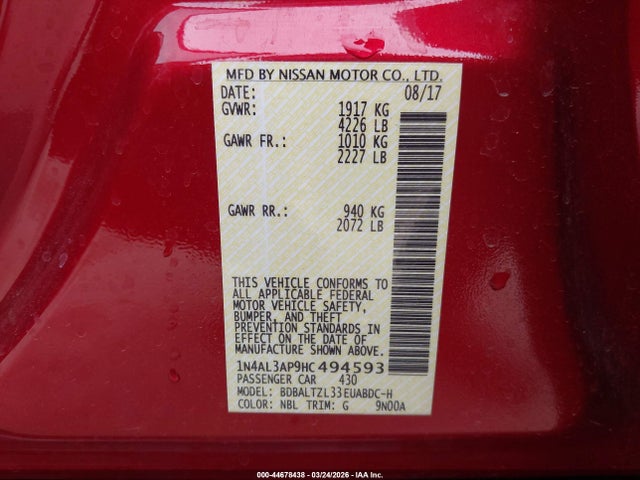 MFD BY NISSAN MOTOR CO., LTD.
DATE: 08/17
GVWR: 1917 KG
4226 LB
GAWR FR.: 1010 KG
2227 LB
GAWR RR.: 940 KG
2072 LB
THIS VEHICLE CONFORMS TO
ALL APPLICABLE FEDERAL
MOTOR VEHICLE SAFETY,
BUMPER, AND THEFT
PREVENTION STANDARDS IN
EFFECT ON THE DATE OF
MANUFACTURE SHOWN ABOVE.
1N4AL3AP9HC494593
PASSENGER CAR 430
MODEL: BDBALTZL33EUABDC-H
COLOR: NBL TRIM: G 9N00A
000-44678438 - 03/24/2026 - IAA Inc.